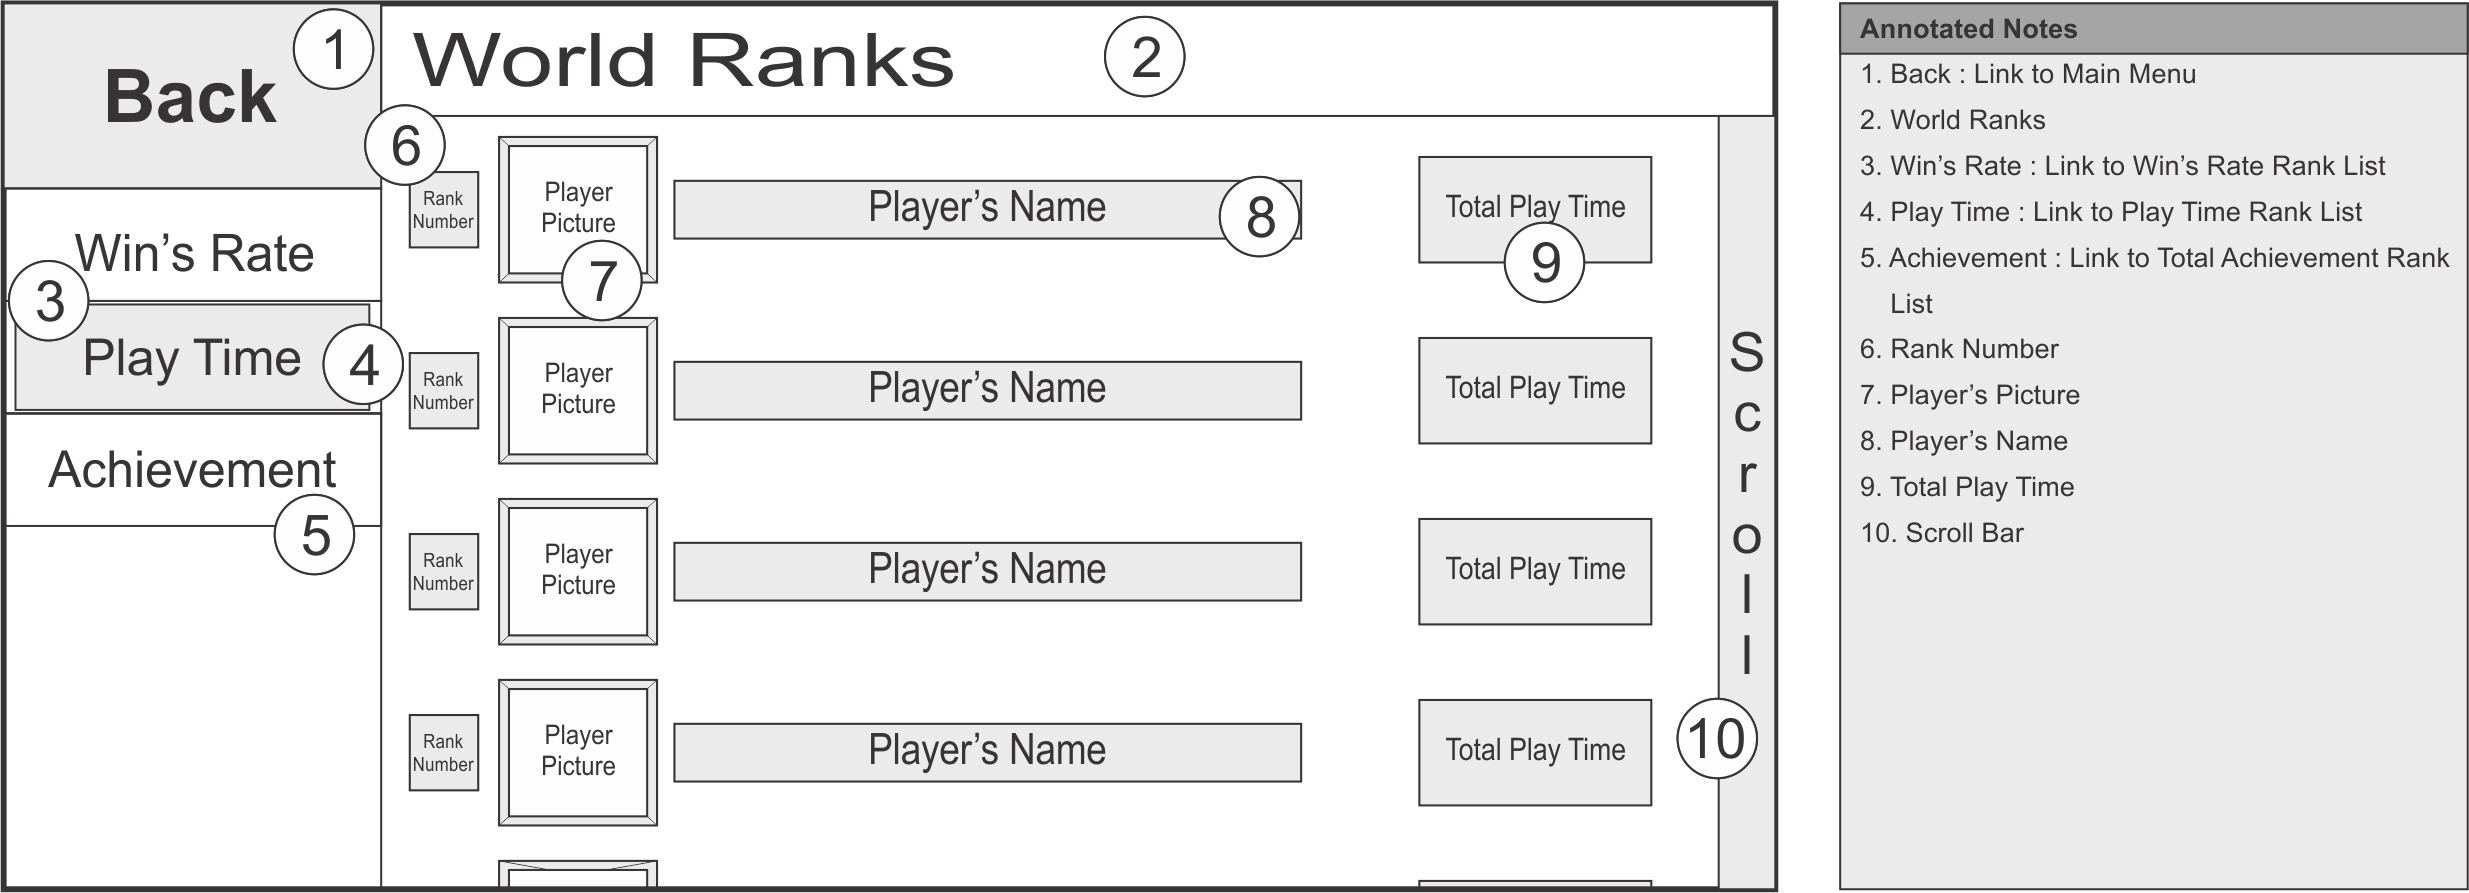 Back
1
World Ranks
2
6
Win’s Rate
3
Play Time
4
Achievement
5
Rank
Number
Player
Picture
7
Player’s Name
8
Total Play Time
9
Rank
Number
Player
Picture
Player’s Name
Total Play Time
Rank
Number
Player
Picture
Player’s Name
Total Play Time
Rank
Number
Player
Picture
Player’s Name
Total Play Time
Scroll
10
Annotated Notes
1. Back : Link to Main Menu
2. World Ranks
3. Win’s Rate : Link to Win’s Rate Rank List
4. Play Time : Link to Play Time Rank List
5. Achievement : Link to Total Achievement Rank
List
6. Rank Number
7. Player’s Picture
8. Player’s Name
9. Total Play Time
10. Scroll Bar